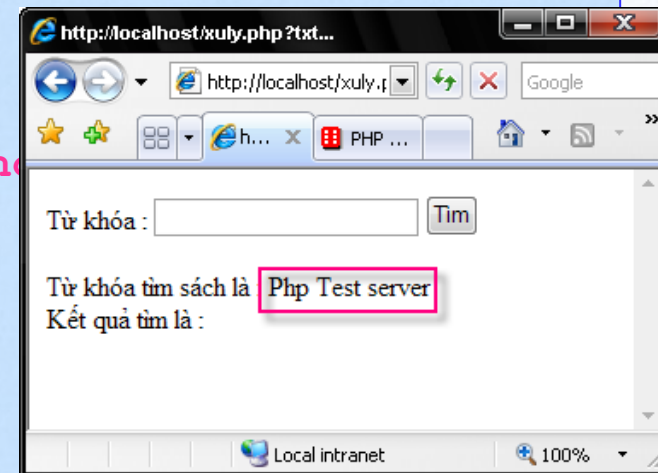 http://localhost/xuly.php?txt...
http://localhost/xuly.p
Google
h... X PHP ...
»
Từ khóa : Tìm
Từ khóa tìm sách là : Php Test server
Kết quả tìm là :
Local intranet 100%